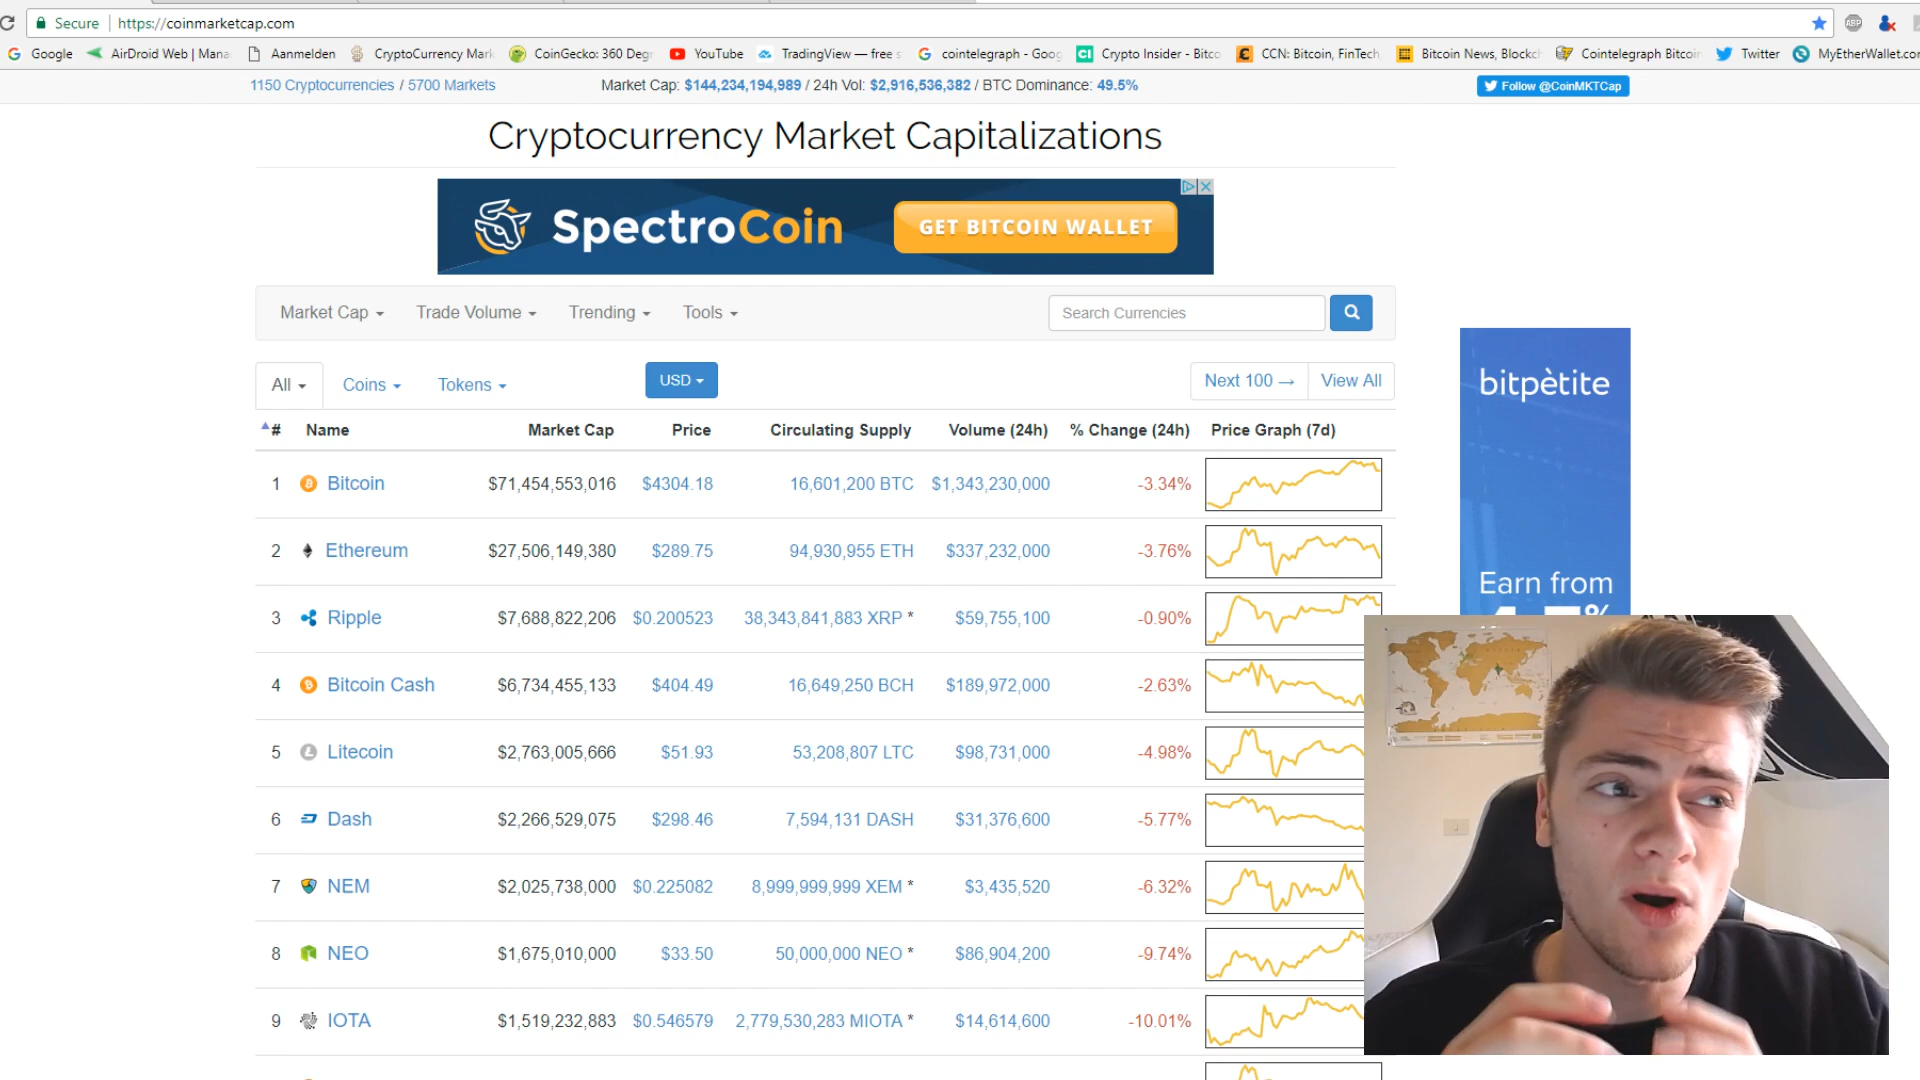 Secure | https://coinmarketcap.com
Google AirDroid Web | Mana Aanmelden CryptoCurrency Mark CoinGecko: 360 Deg YouTube TradingView — free s cointelegraph - Goog Crypto Insider - Bitco CCN: Bitcoin, FinTech, Bitcoin News, Blockch Cointelegraph Bitcoin Twitter MyEtherWallet.com
1150 Cryptocurrencies / 5700 Markets Market Cap: $144,234,194,989 / 24h Vol: $2,916,536,382 / BTC Dominance: 49.5% Follow @CoinMKTCap
Cryptocurrency Market Capitalizations
SpectroCoin GET BITCOIN WALLET
Market Cap Trade Volume Trending Tools Search Currencies
All Coins Tokens USD Next 100 → View All
# Name Market Cap Price Circulating Supply Volume (24h) % Change (24h) Price Graph (7d)
1 Bitcoin $71,454,553,016 $4304.18 16,601,200 BTC $1,343,230,000 -3.34%
2 Ethereum $27,506,149,380 $289.75 94,930,955 ETH $337,232,000 -3.76%
3 Ripple $7,688,822,206 $0.200523 38,343,841,883 XRP * $59,755,100 -0.90%
4 Bitcoin Cash $6,734,455,133 $404.49 16,649,250 BCH $189,972,000 -2.63%
5 Litecoin $2,763,005,666 $51.93 53,208,807 LTC $98,731,000 -4.98%
6 Dash $2,266,529,075 $298.46 7,594,131 DASH $31,376,600 -5.77%
7 NEM $2,025,738,000 $0.225082 8,999,999,999 XEM * $3,435,520 -6.32%
8 NEO $1,675,010,000 $33.50 50,000,000 NEO * $86,904,200 -9.74%
9 IOTA $1,519,232,883 $0.546579 2,779,530,283 MIOTA * $14,614,600 -10.01%
bitpètite
Earn from